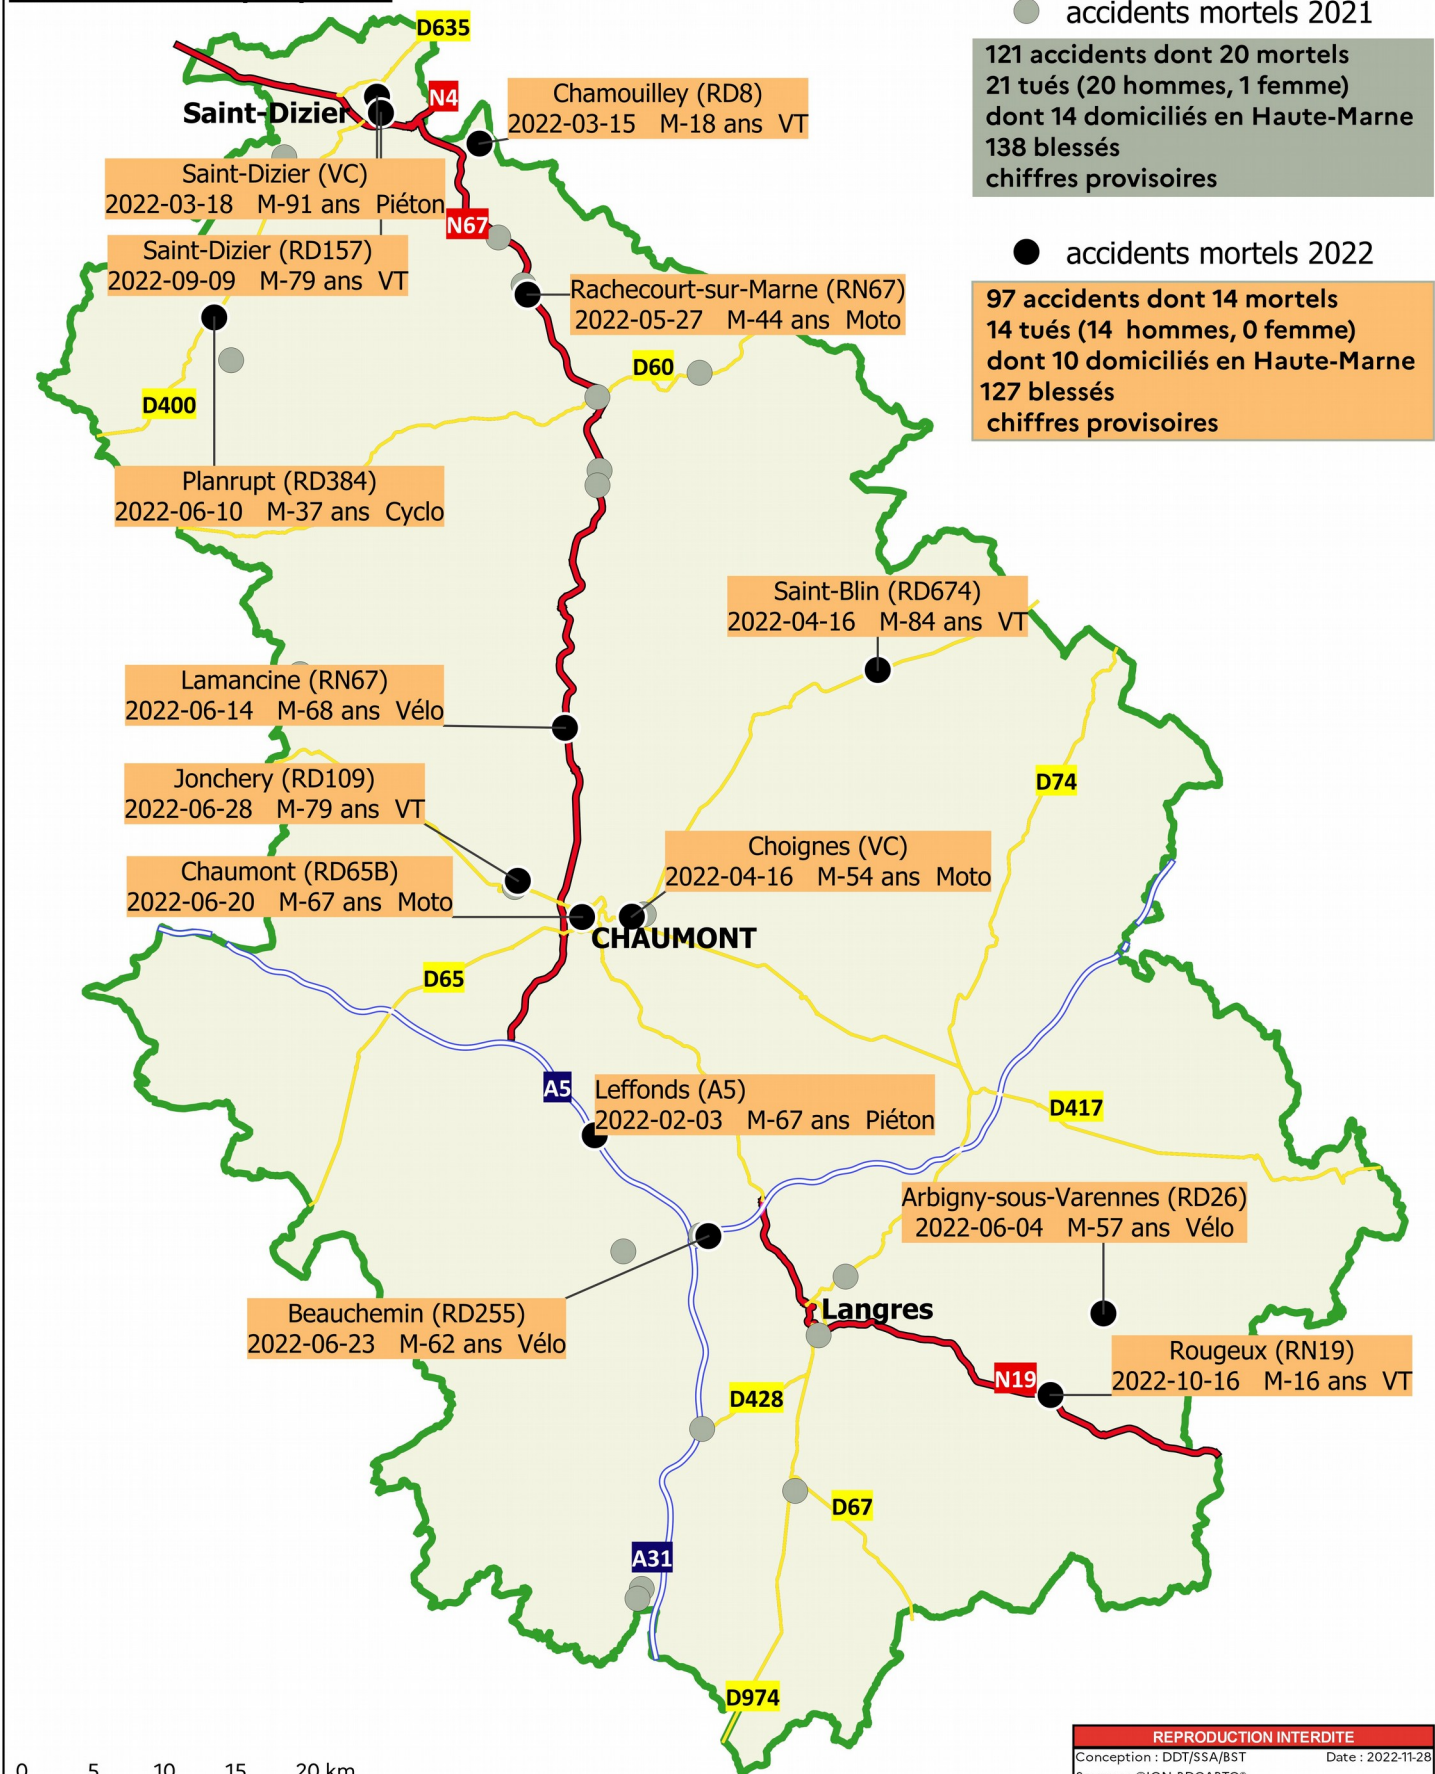 accidents mortels 2021
121 accidents dont 20 mortels
21 tués (20 hommes, 1 femme)
dont 14 domiciliés en Haute-Marne
138 blessés
chiffres provisoires
accidents mortels 2022
97 accidents dont 14 mortels
14 tués (14 hommes, 0 femme)
dont 10 domiciliés en Haute-Marne
127 blessés
chiffres provisoires
D635
N4
Saint-Dizier
Chamouilley (RD8)
2022-03-15 M-18 ans VT
Saint-Dizier (VC)
2022-03-18 M-91 ans Piéton
N67
Saint-Dizier (RD157)
2022-09-09 M-79 ans VT
Rachecourt-sur-Marne (RN67)
2022-05-27 M-44 ans Moto
D60
D400
Planrupt (RD384)
2022-06-10 M-37 ans Cyclo
Saint-Blin (RD674)
2022-04-16 M-84 ans VT
Lamancine (RN67)
2022-06-14 M-68 ans Vélo
Jonchery (RD109)
2022-06-28 M-79 ans VT
D74
Choignes (VC)
2022-04-16 M-54 ans Moto
Chaumont (RD65B)
2022-06-20 M-67 ans Moto
CHAUMONT
D65
A5
Leffonds (A5)
2022-02-03 M-67 ans Piéton
D417
Arbigny-sous-Varennes (RD26)
2022-06-04 M-57 ans Vélo
Beauchemin (RD255)
2022-06-23 M-62 ans Vélo
Langres
Rougeux (RN19)
2022-10-16 M-16 ans VT
N19
D428
D67
A31
D974
REPRODUCTION INTERDITE
Conception : DDT/SSA/BST Date : 2022-11-28
0 5 10 15 20 km